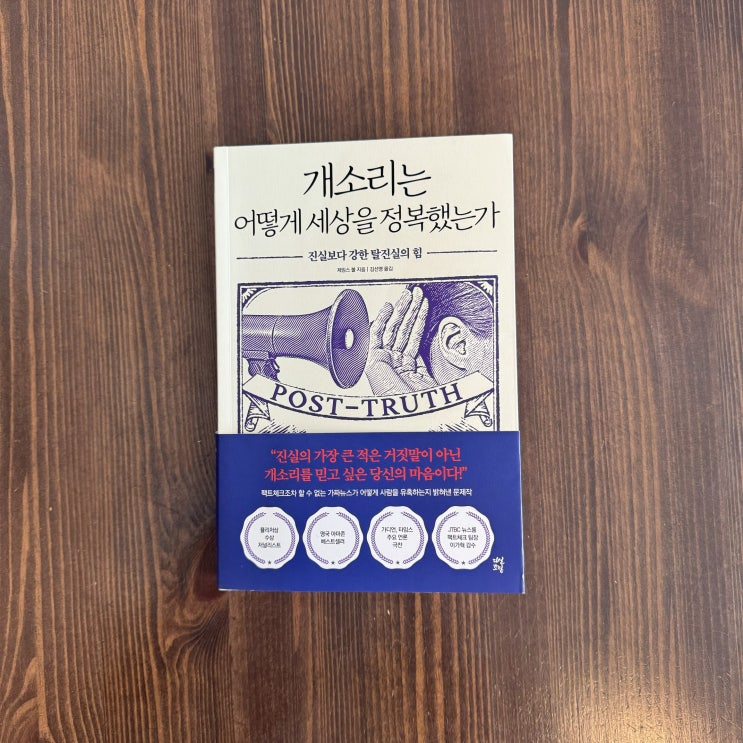 개소리는
어떻게 세상을 정복했는가
진실보다 강한 탈진실의 힘
제임스 볼 지음 | 김선영 옮김
POST-TRUTH
“진실의 가장 큰 적은 거짓말이 아닌
개소리를 믿고 싶은 당신의 마음이다!”
팩트체크조차 할 수 없는 가짜뉴스가 어떻게 사람을 유혹하는지 밝혀낸 문제작
퓰리처상
수상
저널리스트
영국 아마존
베스트셀러
가디언, 타임스
주요 언론
극찬
JTBC 뉴스룸
팩트체크 팀장
이가혁 감수
다산
초당